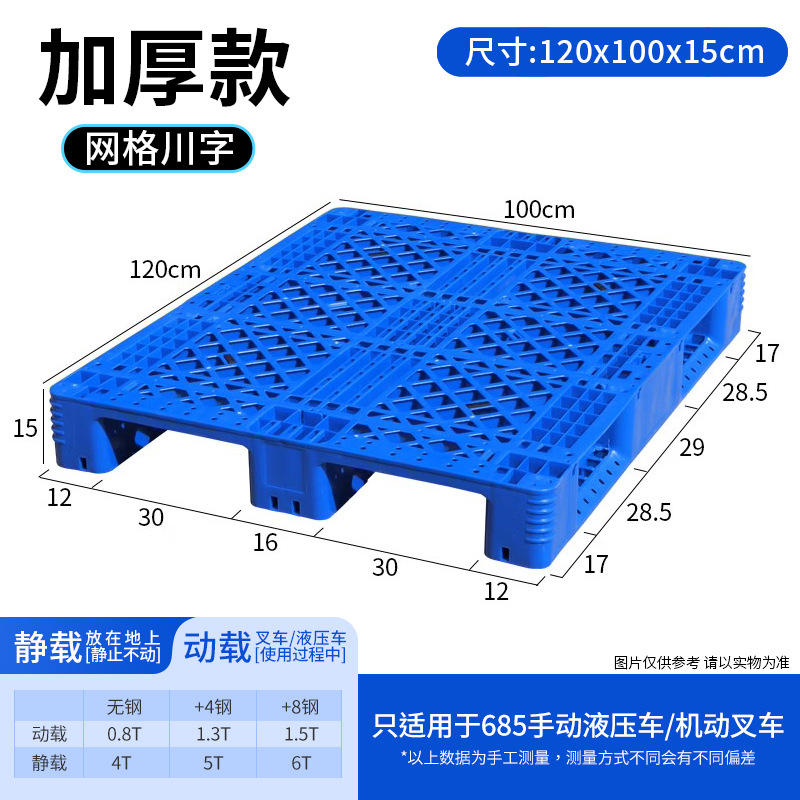 加厚款
网格川字
尺寸:120x100x15cm
100cm
120cm
15
17
28.5
29
28.5
17
12
30
16
30
12
静载 放在地上
[静止不动]
动载 叉车/液压车
[使用过程中]
无钢 +4钢 +8钢
动载 0.8T 1.3T 1.5T
静载 4T 5T 6T
图片仅供参考 请以实物为准
只适用于685手动液压车/机动叉车
*以上数据为手工测量，测量方式不同会有不同偏差